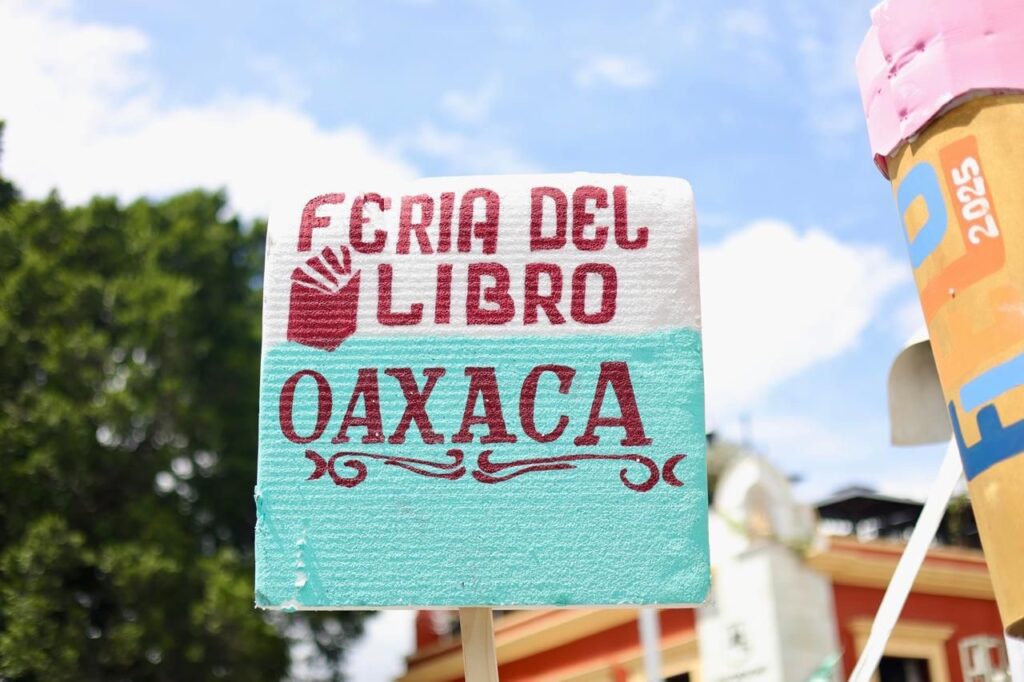 FERIA DEL
LIBRO
OAXACA
2025